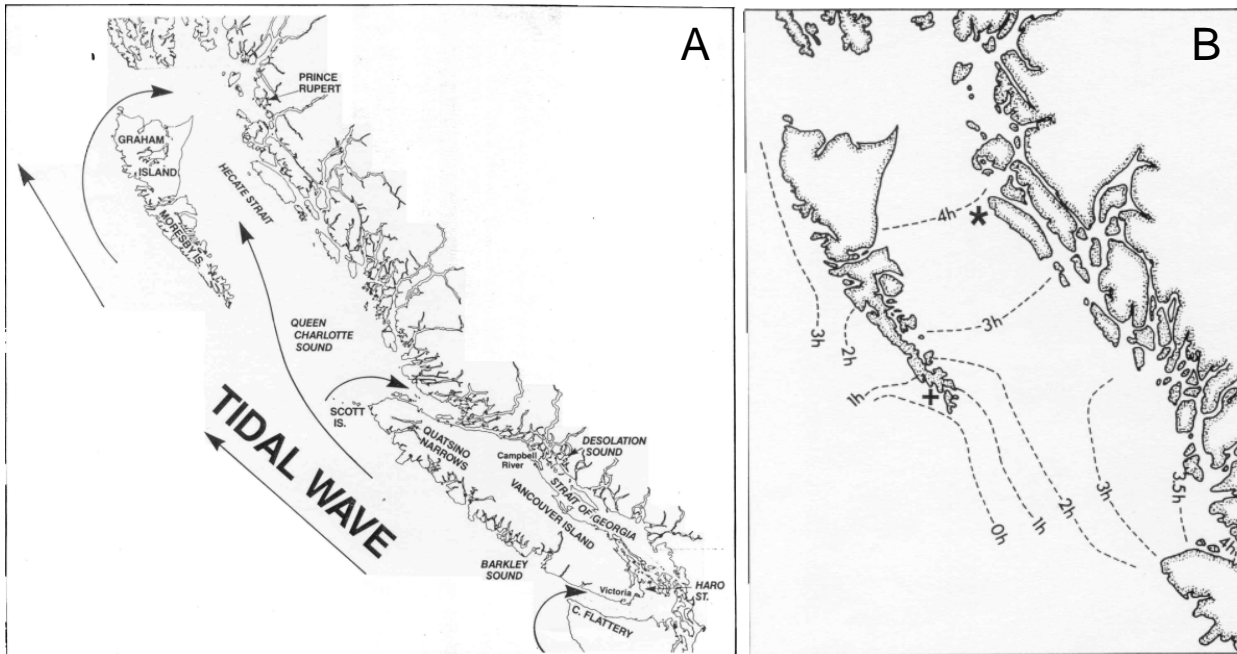 A
PRINCE
RUPERT
GRAHAM
ISLAND
MORESBY IS.
HECATE STRAIT
QUEEN
CHARLOTTE
SOUND
SCOTT
IS.
TIDAL WAVE
QUATSINO
NARROWS
Campbell
River
DESOLATION
SOUND
STRAIT OF GEORGIA
VANCOUVER ISLAND
BARKLEY
SOUND
Victoria
HARO
ST.
C. FLATTERY
B
4h
*
3h
2h
3h
1h
+
0h
1h
2h
3h
3.5h
4h